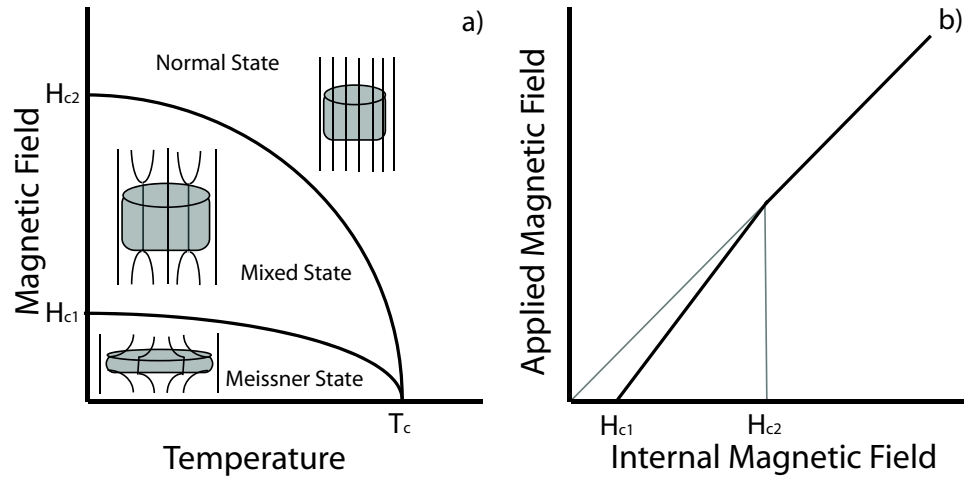 a)
Normal State
Hc2
Magnetic Field
Mixed State
Hc1
Meissner State
Tc
Temperature
b)
Applied Magnetic Field
Hc1
Hc2
Internal Magnetic Field